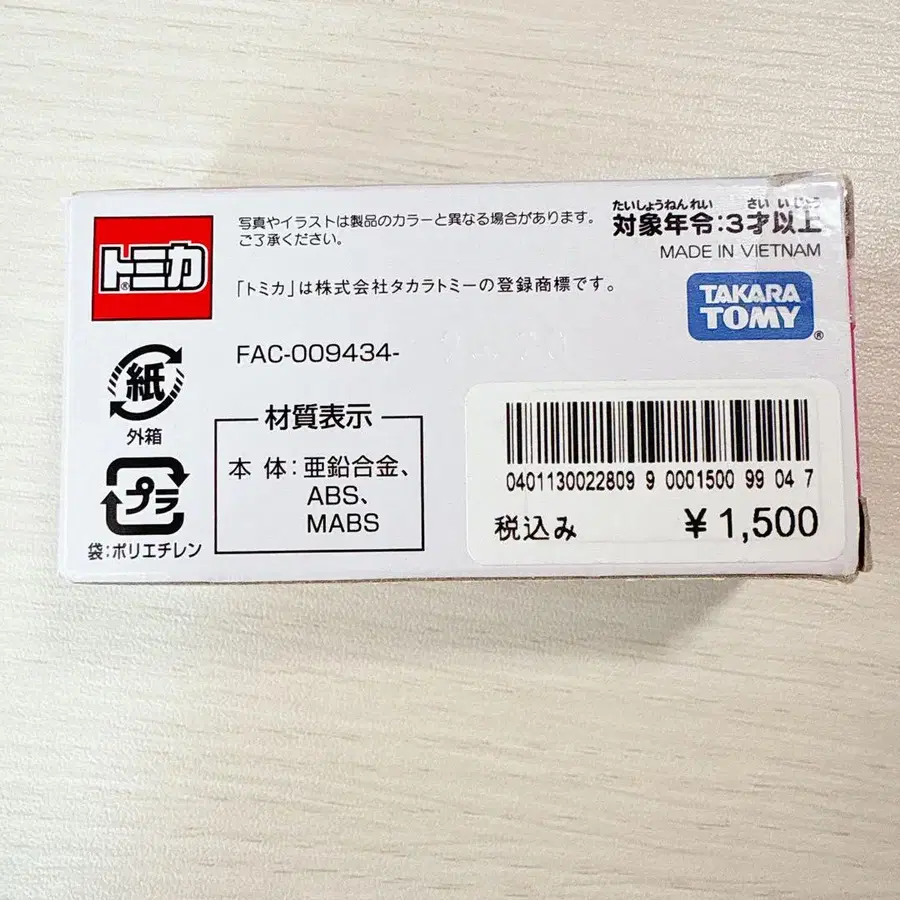 トミカ®
写真やイラストは製品のカラーと異なる場合があります。
ご了承ください。
「トミカ」は株式会社タカラトミーの登録商標です。
たいしょうねんれい さいいじょう
対象年令:3才以上
MADE IN VIETNAM
TAKARA
TOMY®
FAC-009434-
紙
外箱
プラ
袋:ポリエチレン
材質表示
本体:亜鉛合金、
ABS、
MABS
0401130022809 9 0001500 99 04 7
税込み ¥1,500